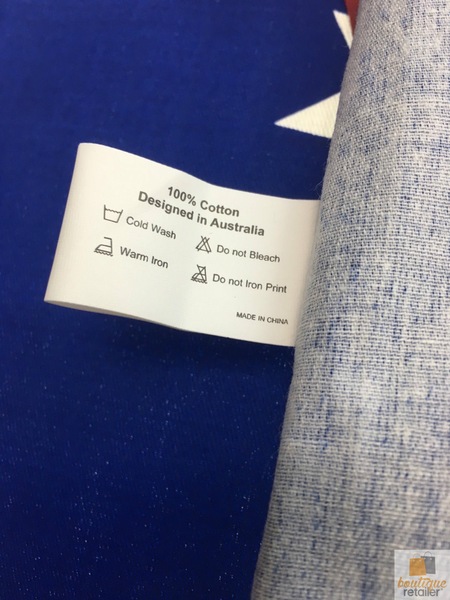 100% Cotton
Designed in Australia
Cold Wash
Do not Bleach
Warm Iron
Do not Iron Print
MADE IN CHINA
boutique
retailer